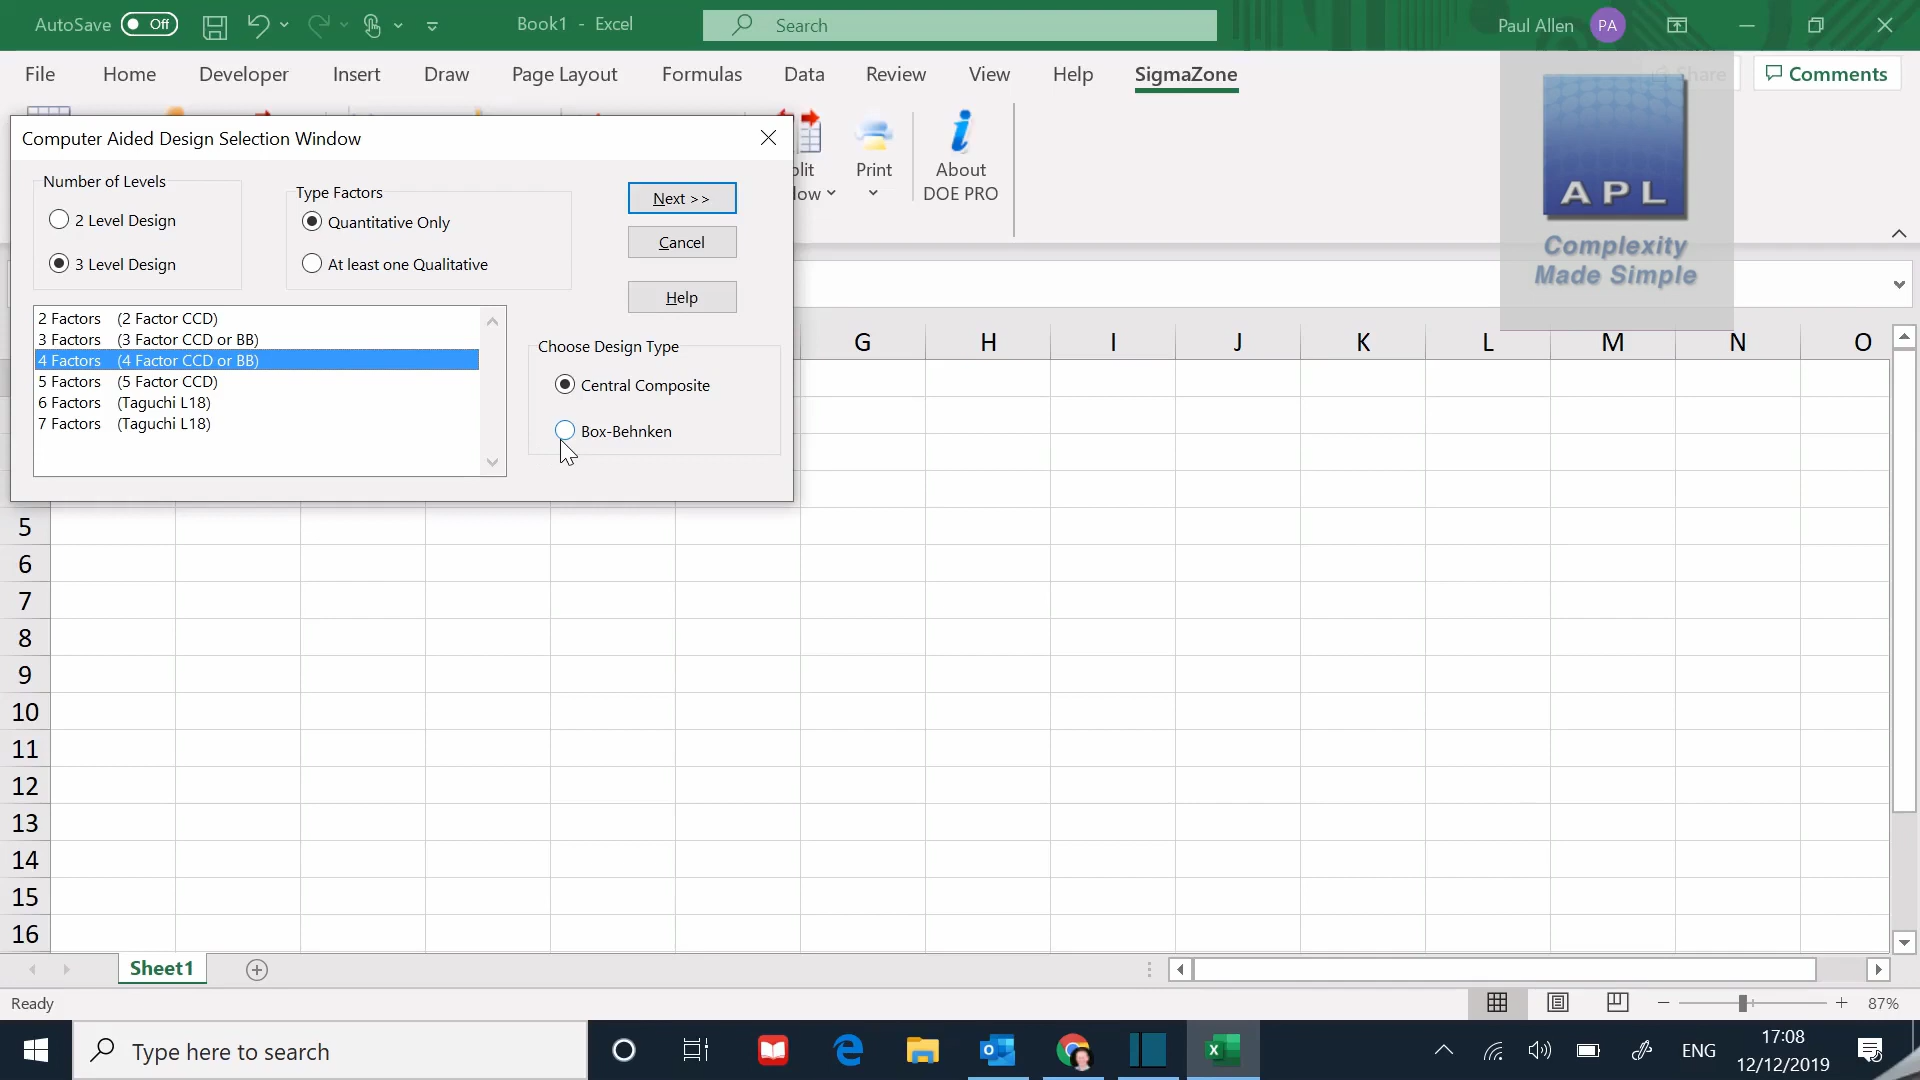 AutoSave Off
Book1 - Excel
Search
Paul Allen PA
File Home Developer Insert Draw Page Layout Formulas Data Review View Help SigmaZone Share Comments
Computer Aided Design Selection Window
Number of Levels
2 Level Design
3 Level Design
Type Factors
Quantitative Only
At least one Qualitative
Next >>
Cancel
Help
2 Factors (2 Factor CCD)
3 Factors (3 Factor CCD or BB)
4 Factors (4 Factor CCD or BB)
5 Factors (5 Factor CCD)
6 Factors (Taguchi L18)
7 Factors (Taguchi L18)
Choose Design Type
Central Composite
Box-Behnken
Print
About
DOE PRO
APL
Complexity
Made Simple
G H I J K L M N O
5
6
7
8
9
10
11
12
13
14
15
16
Sheet1
Ready
87%
Type here to search
ENG
17:08
12/12/2019